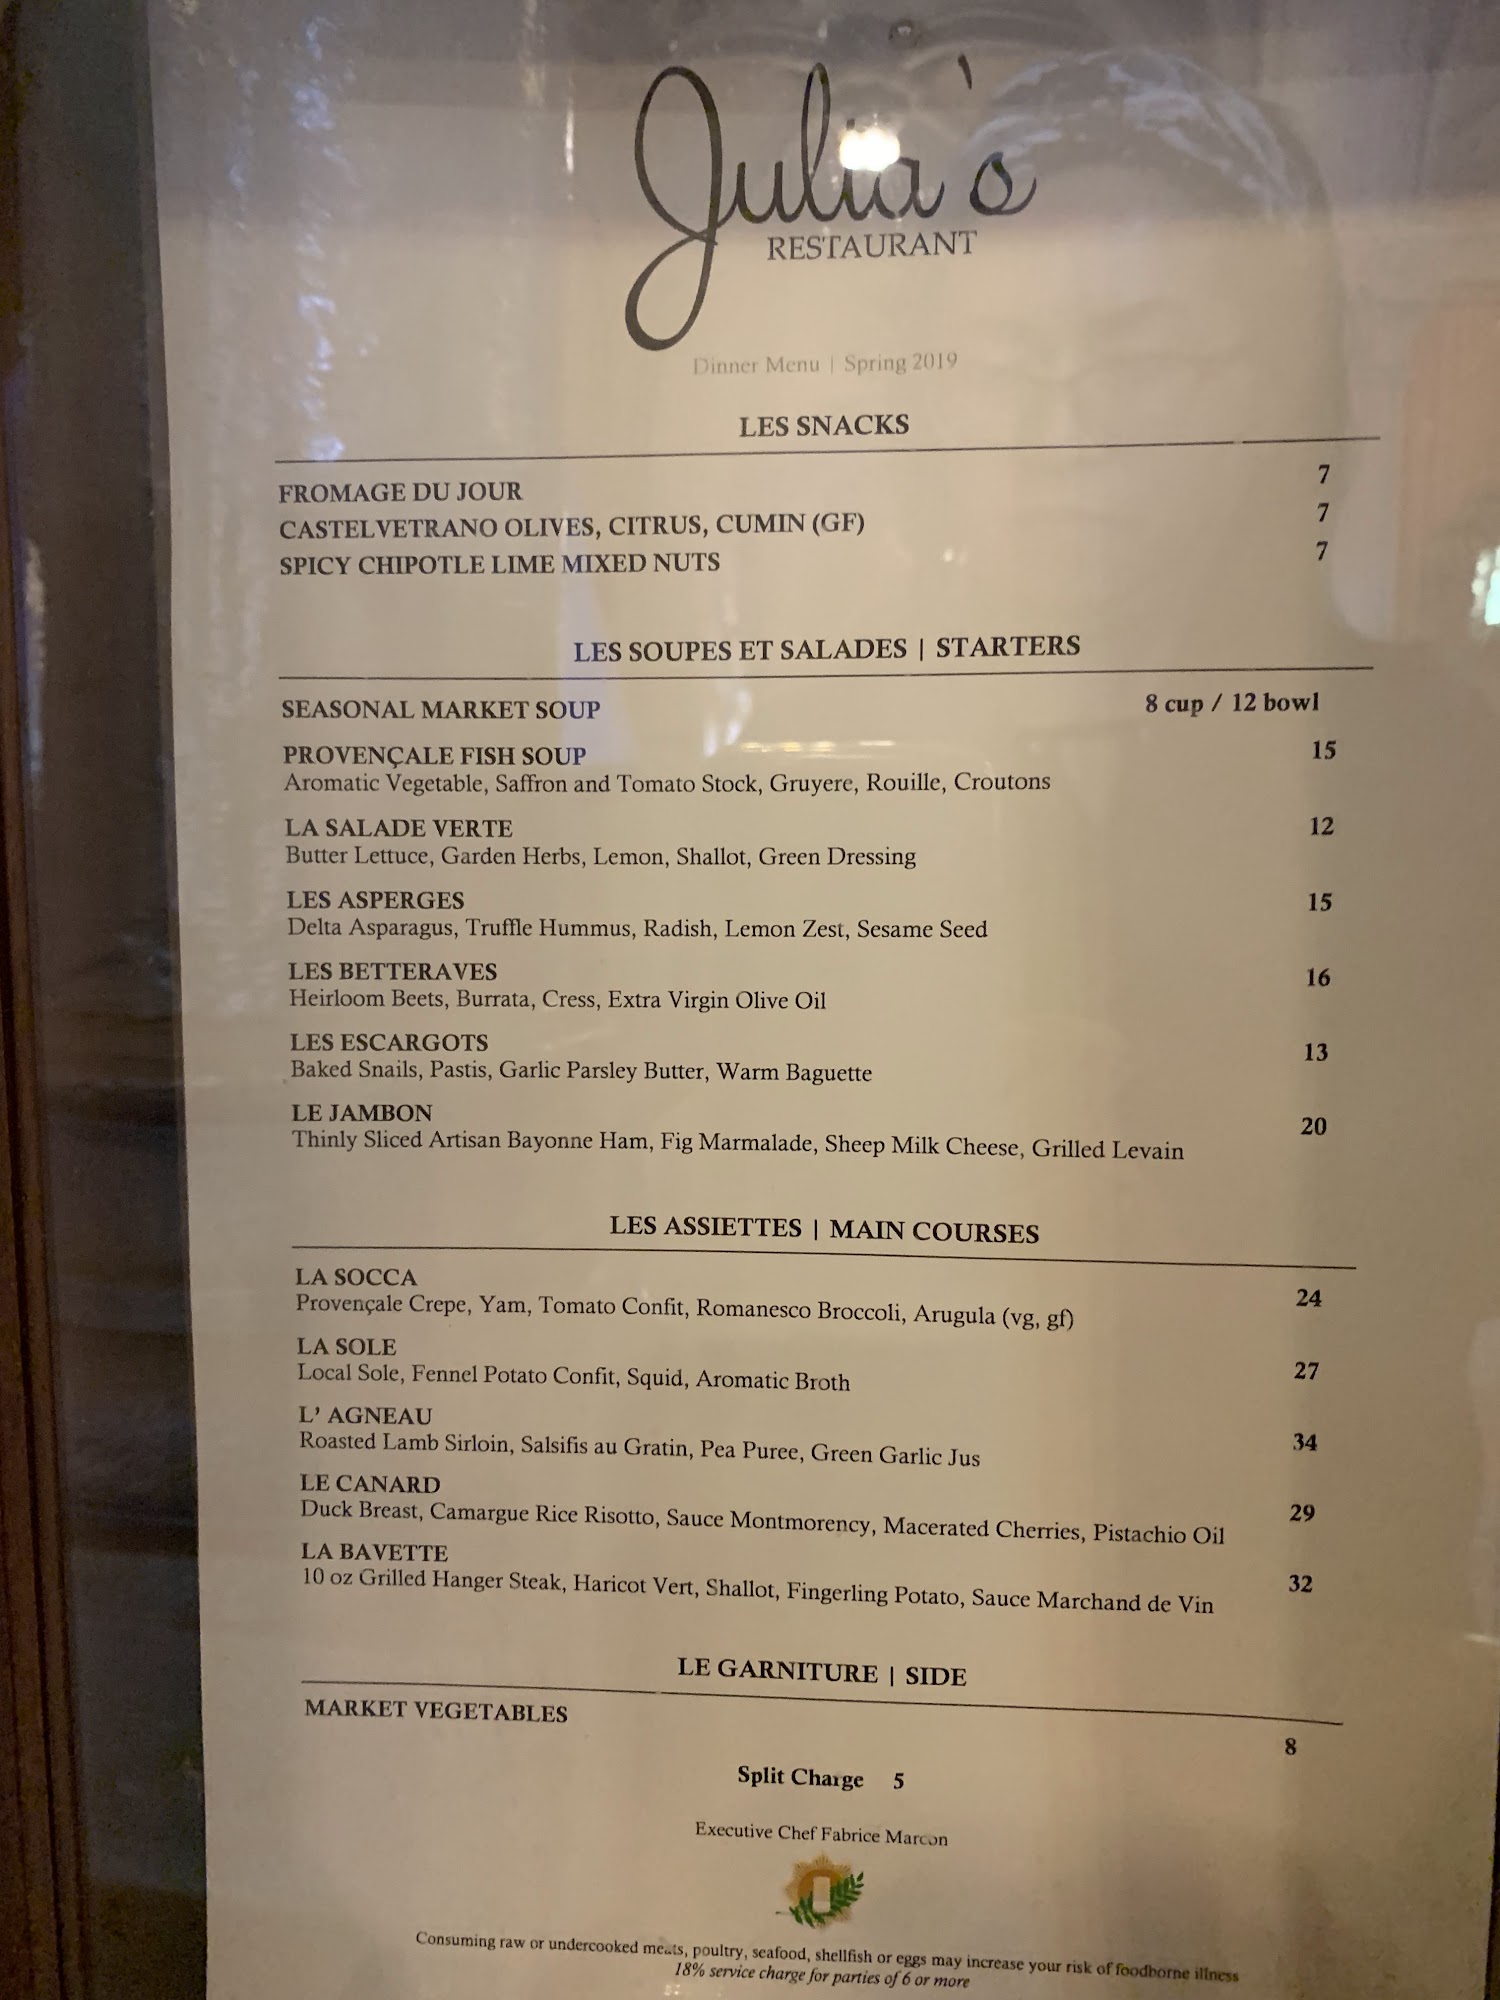 Julia's
RESTAURANT
Dinner Menu | Spring 2019
LES SNACKS
FROMAGE DU JOUR 7
CASTELVETRANO OLIVES, CITRUS, CUMIN (GF) 7
SPICY CHIPOTLE LIME MIXED NUTS 7
LES SOUPES ET SALADES | STARTERS
SEASONAL MARKET SOUP 8 cup / 12 bowl
PROVENÇALE FISH SOUP 15
Aromatic Vegetable, Saffron and Tomato Stock, Gruyere, Rouille, Croutons
LA SALADE VERTE 12
Butter Lettuce, Garden Herbs, Lemon, Shallot, Green Dressing
LES ASPERGES 15
Delta Asparagus, Truffle Hummus, Radish, Lemon Zest, Sesame Seed
LES BETTERAVES 16
Heirloom Beets, Burrata, Cress, Extra Virgin Olive Oil
LES ESCARGOTS 13
Baked Snails, Pastis, Garlic Parsley Butter, Warm Baguette
LE JAMBON 20
Thinly Sliced Artisan Bayonne Ham, Fig Marmalade, Sheep Milk Cheese, Grilled Levain
LES ASSIETTES | MAIN COURSES
LA SOCCA 24
Provençale Crepe, Yam, Tomato Confit, Romanesco Broccoli, Arugula (vg, gf)
LA SOLE 27
Local Sole, Fennel Potato Confit, Squid, Aromatic Broth
L' AGNEAU 34
Roasted Lamb Sirloin, Salsifis au Gratin, Pea Puree, Green Garlic Jus
LE CANARD 29
Duck Breast, Camargue Rice Risotto, Sauce Montmorency, Macerated Cherries, Pistachio Oil
LA BAVETTE 32
10 oz Grilled Hanger Steak, Haricot Vert, Shallot, Fingerling Potato, Sauce Marchand de Vin
LE GARNITURE | SIDE
MARKET VEGETABLES 8
Split Charge 5
Executive Chef Fabrice Marcon
Consuming raw or undercooked meats, poultry, seafood, shellfish or eggs may increase your risk of foodborne illness
18% service charge for parties of 6 or more